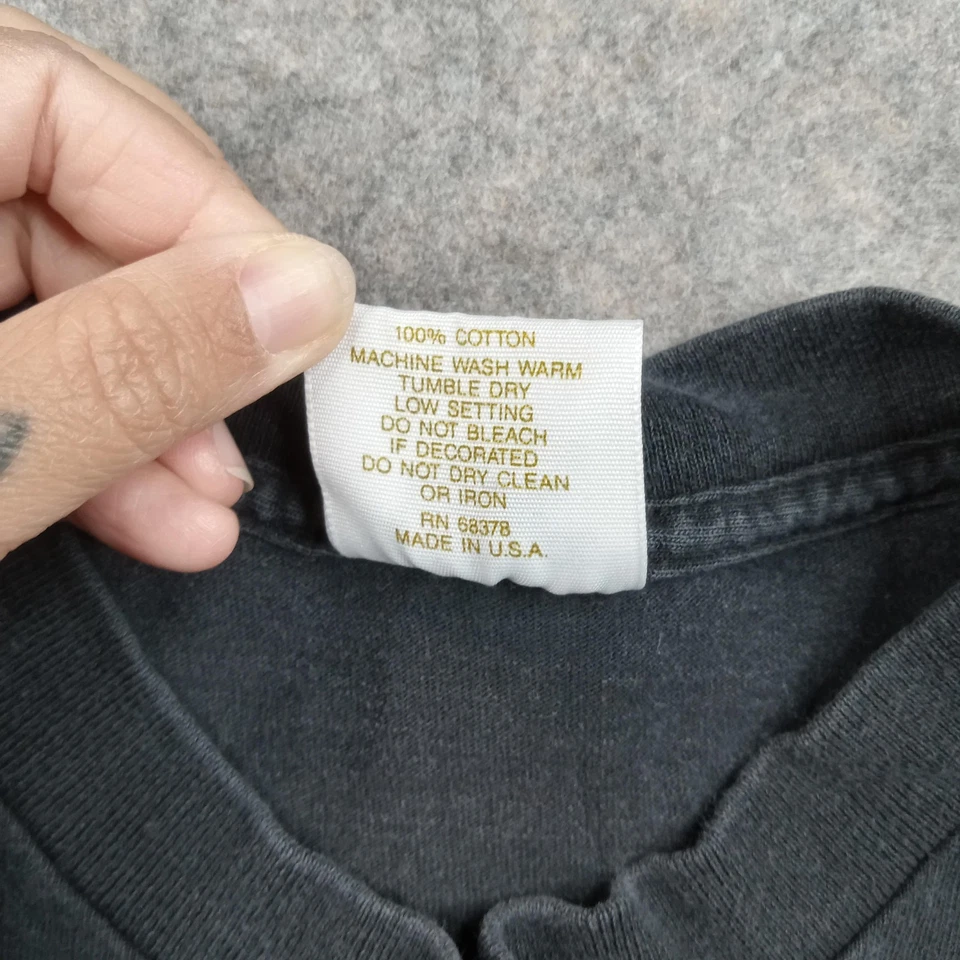 100% COTTON
MACHINE WASH WARM
TUMBLE DRY
LOW SETTING
DO NOT BLEACH
IF DECORATED
DO NOT DRY CLEAN
OR IRON
RN 68378
MADE IN U.S.A.